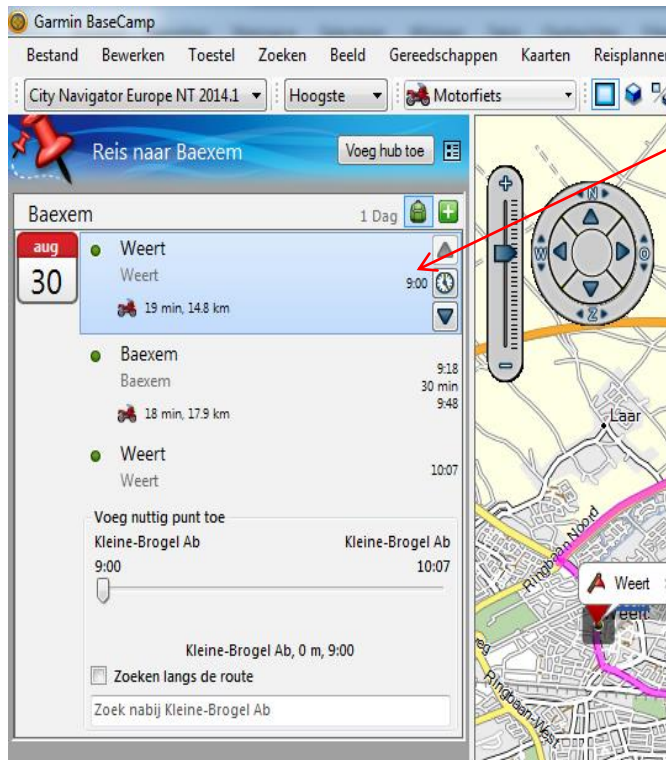 Garmin BaseCamp
Bestand Bewerken Toestel Zoeken Beeld Gereedschappen Kaarten Reisplanner
City Navigator Europe NT 2014.1 Hoogste Motorfiets
Reis naar Baexem Voeg hub toe
Baexem 1 Dag
aug
30
Weert
Weert
9:00
19 min, 14.8 km
Baexem
Baexem
9:18
30 min
9:48
18 min, 17.9 km
Weert
Weert
10:07
Voeg nuttig punt toe
Kleine-Brogel Ab Kleine-Brogel Ab
9:00 10:07
Kleine-Brogel Ab, 0 m, 9:00
Zoeken langs de route
Zoek nabij Kleine-Brogel Ab
N
W O
Z
Laar
Ringbaan Noord
Weert
Ringbaan-West